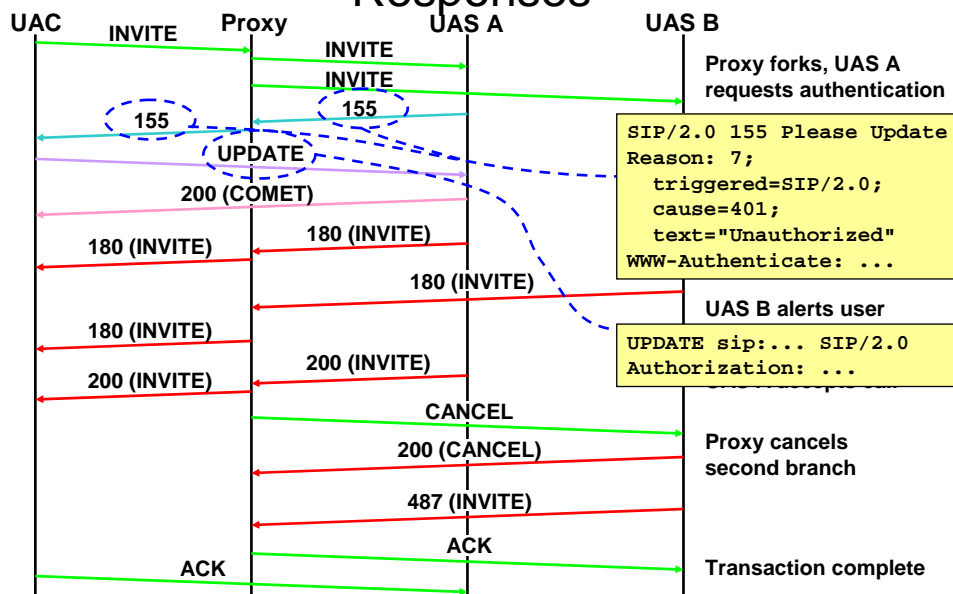 Responses
UAC
Proxy
UAS A
UAS B
INVITE
INVITE
INVITE
Proxy forks, UAS A
requests authentication
155
155
SIP/2.0 155 Please Update
Reason: 7;
triggered=SIP/2.0;
cause=401;
text="Unauthorized"
WWW-Authenticate: ...
UPDATE
200 (COMET)
180 (INVITE)
180 (INVITE)
180 (INVITE)
UAS B alerts user
180 (INVITE)
UPDATE sip:... SIP/2.0
Authorization: ...
200 (INVITE)
200 (INVITE)
CANCEL
200 (CANCEL)
Proxy cancels
second branch
487 (INVITE)
ACK
ACK
Transaction complete